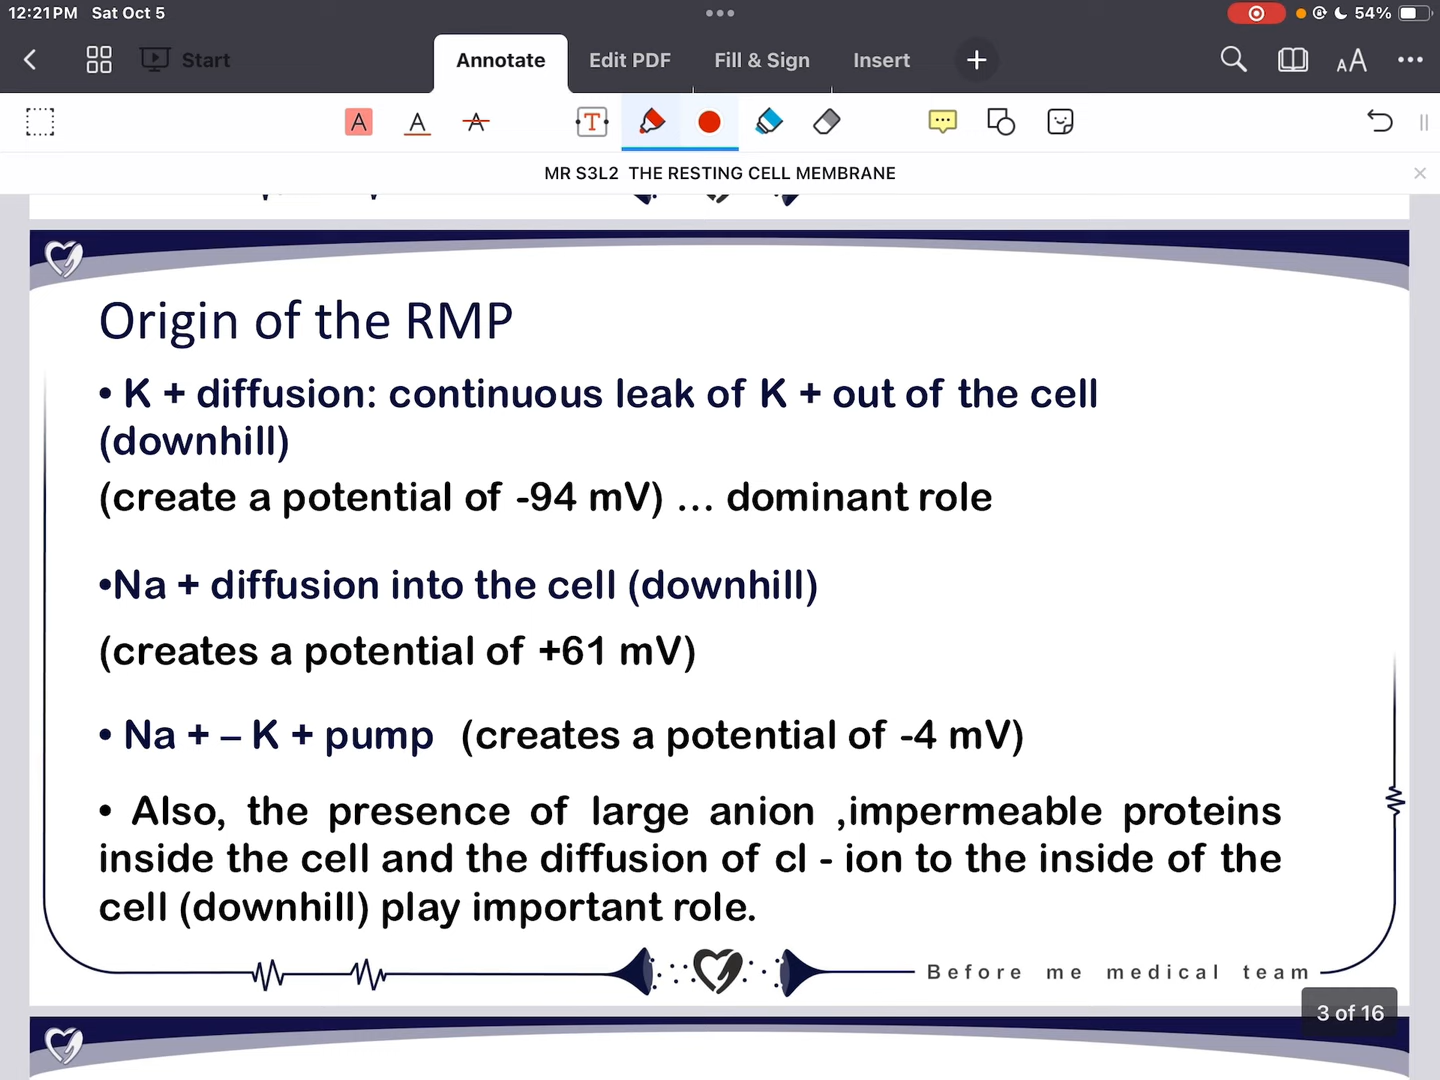 12:21PM Sat Oct 5
54%
Start
Annotate
Edit PDF
Fill & Sign
Insert
AA
A
A
A
T
MR S3L2 THE RESTING CELL MEMBRANE
Origin of the RMP
• K + diffusion: continuous leak of K + out of the cell
(downhill)
(create a potential of -94 mV) ... dominant role
•Na + diffusion into the cell (downhill)
(creates a potential of +61 mV)
• Na + – K + pump (creates a potential of -4 mV)
• Also, the presence of large anion ,impermeable proteins
inside the cell and the diffusion of cl - ion to the inside of the
cell (downhill) play important role.
Before me medical team
3 of 16